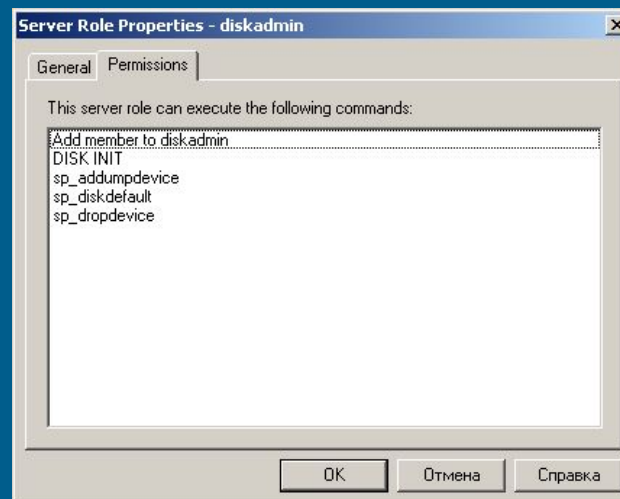 Server Role Properties - diskadmin
General Permissions
This server role can execute the following commands:
Add member to diskadmin
DISK INIT
sp_addumpdevice
sp_diskdefault
sp_dropdevice
OK Отмена Справка